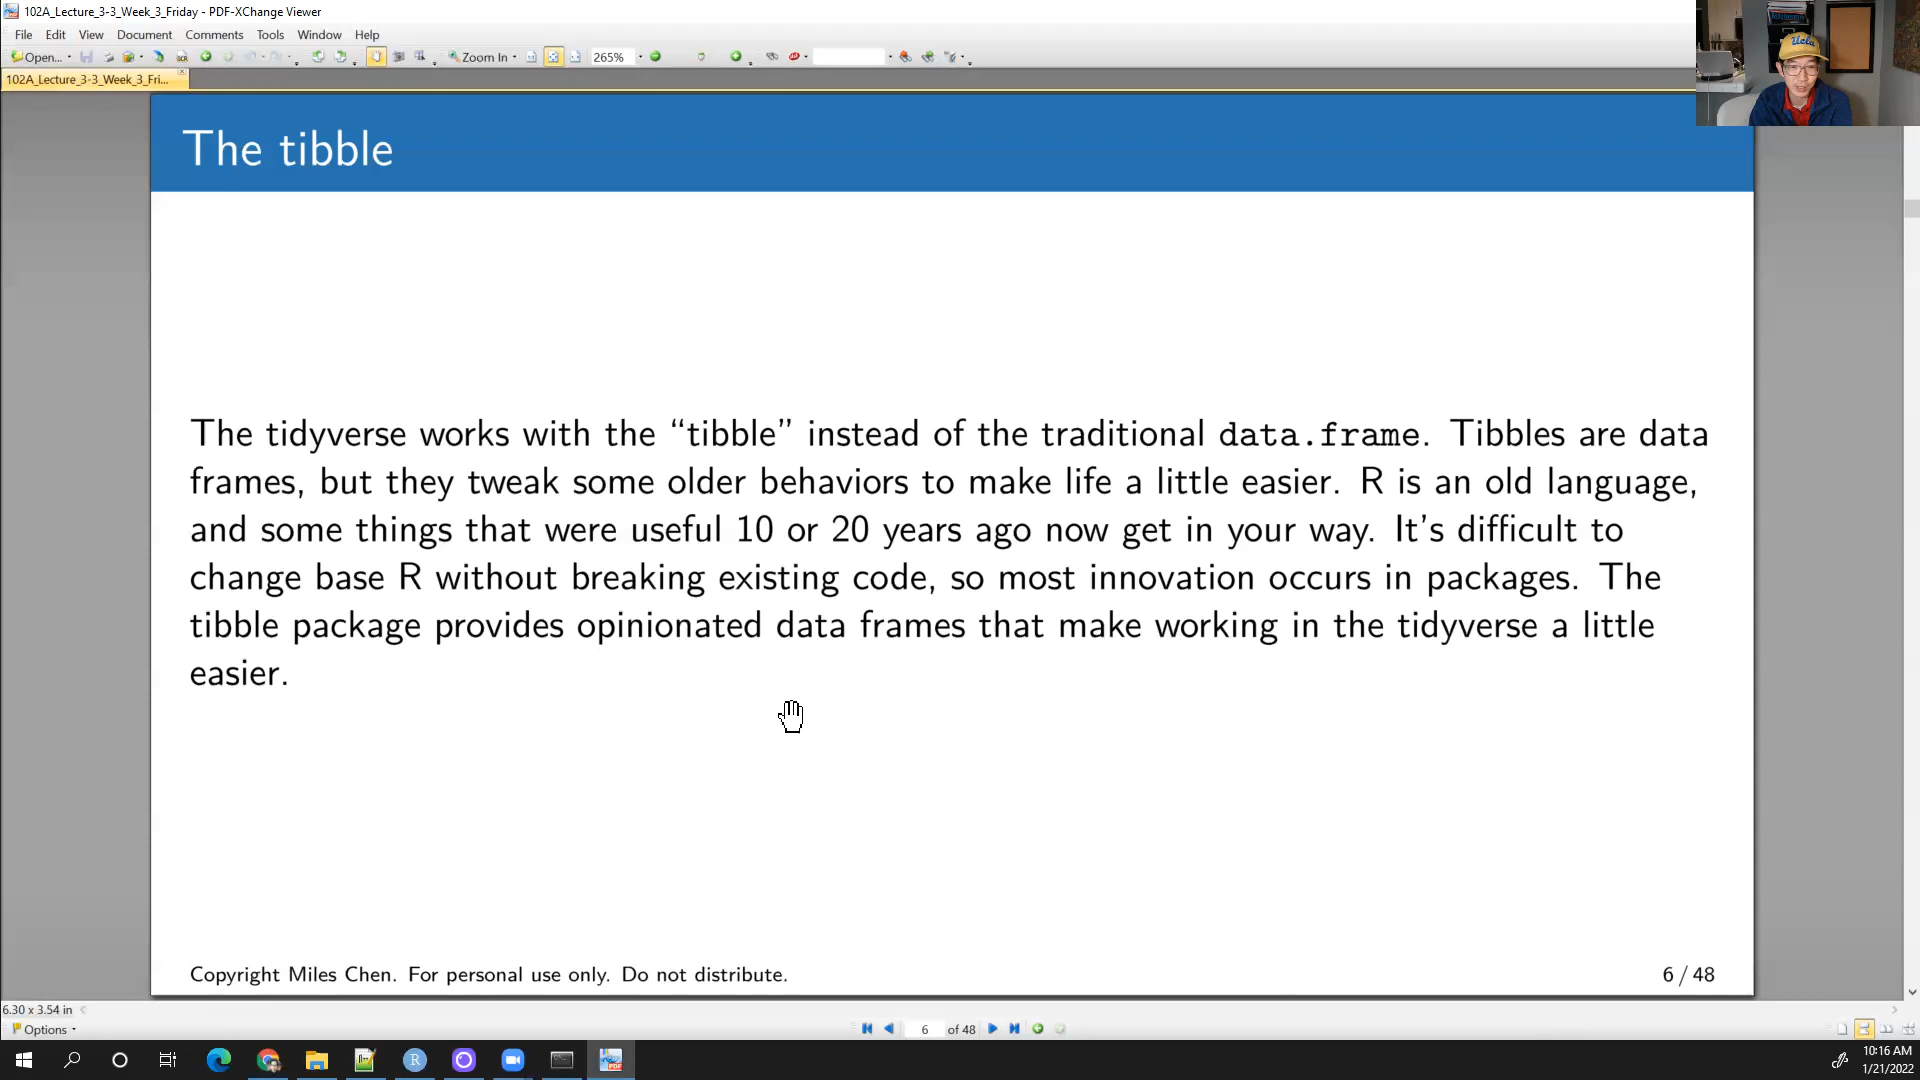 102A_Lecture_3-3_Week_3_Friday - PDF-XChange Viewer
File Edit View Document Comments Tools Window Help
Open... Zoom In 265%
102A_Lecture_3-3_Week_3_Fri...
Ucla
The tibble
The tidyverse works with the “tibble” instead of the traditional data.frame. Tibbles are data
frames, but they tweak some older behaviors to make life a little easier. R is an old language,
and some things that were useful 10 or 20 years ago now get in your way. It’s difficult to
change base R without breaking existing code, so most innovation occurs in packages. The
tibble package provides opinionated data frames that make working in the tidyverse a little
easier.
Copyright Miles Chen. For personal use only. Do not distribute. 6 / 48
6.30 x 3.54 in
Options 6 of 48
10:16 AM
1/21/2022